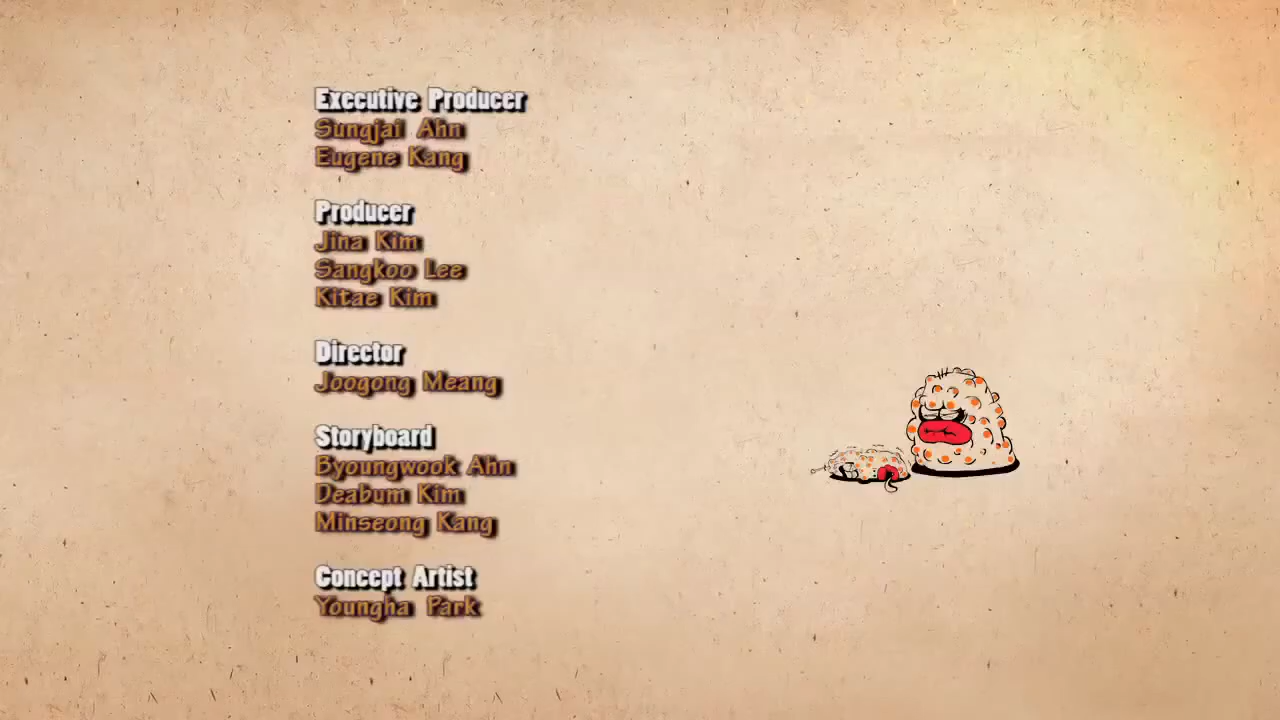 Executive Producer
Sungjai Ahn
Eugene Kang
Producer
Jina Kim
Sangkoo Lee
Kitae Kim
Director
Joogong Meang
Storyboard
Byoungwook Ahn
Deabum Kim
Minseong Kang
Concept Artist
Youngha Park